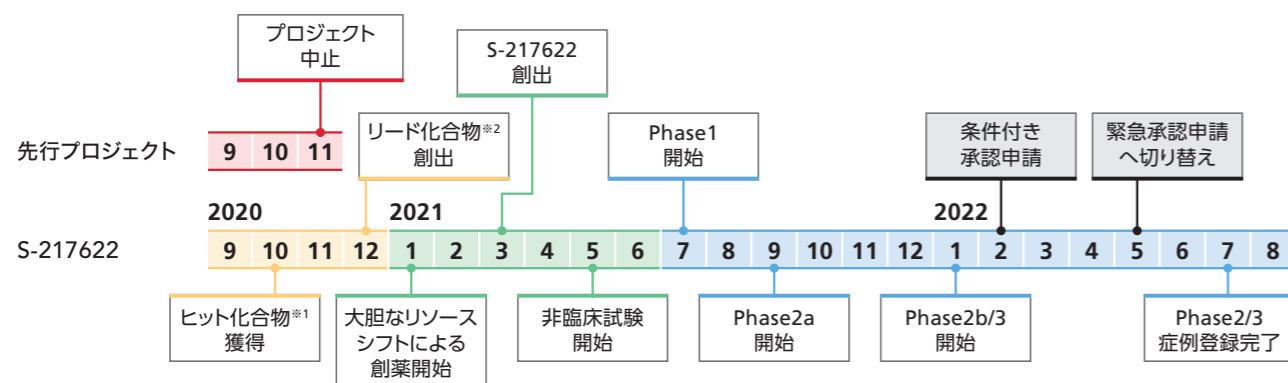 プロジェクト
中止
S-217622
創出
リード化合物※2
創出
Phase1
開始
条件付き
承認申請
緊急承認申請
へ切り替え
先行プロジェクト 9 10 11
2020 2021 2022
S-217622 9 10 11 12 1 2 3 4 5 6 7 8 9 10 11 12 1 2 3 4 5 6 7 8
ヒット化合物※1
獲得
大胆なリソース
シフトによる
創薬開始
非臨床試験
開始
Phase2a
開始
Phase2b/3
開始
Phase2/3
症例登録完了